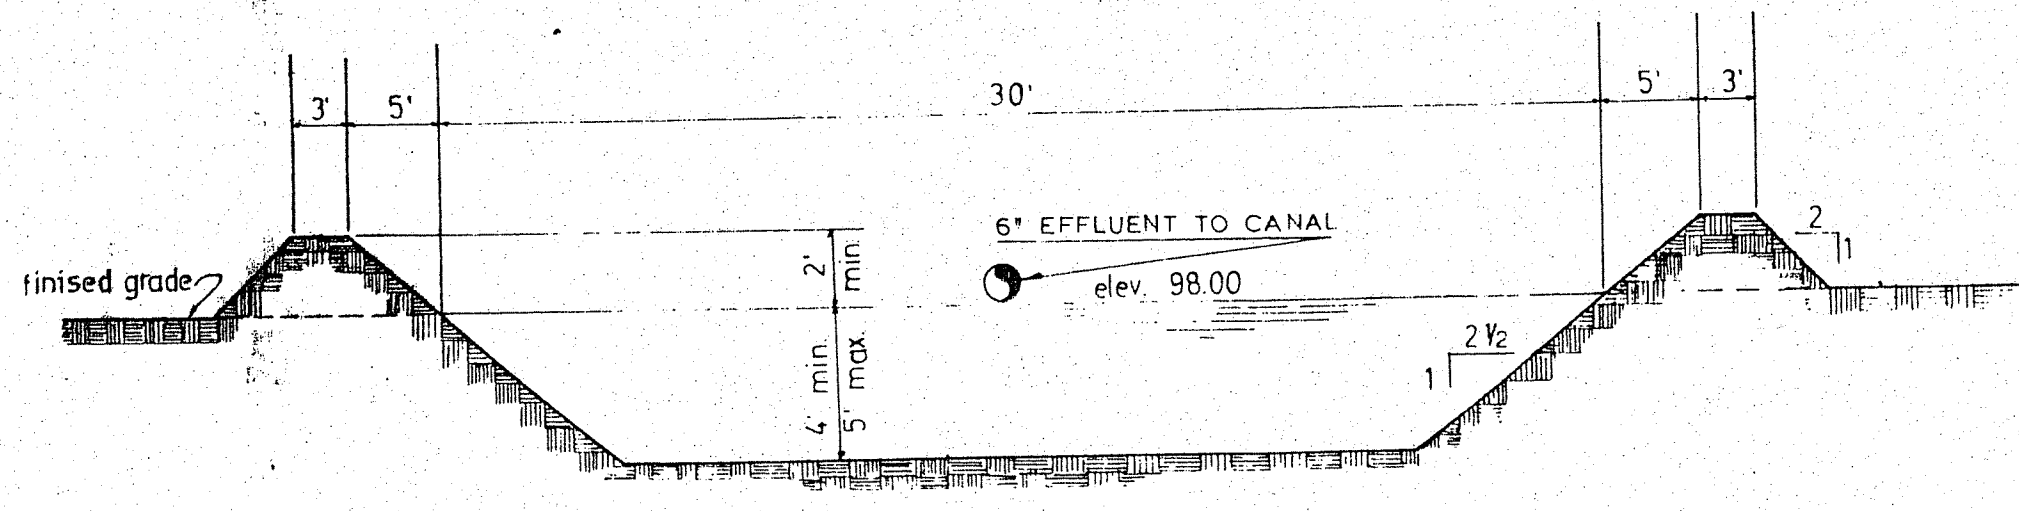 3' 5' 30' 5' 3'
6" EFFLUENT TO CANAL
elev. 98.00
finised grade
2' min.
4' min.
5' max.
2 1
2 1/2
1